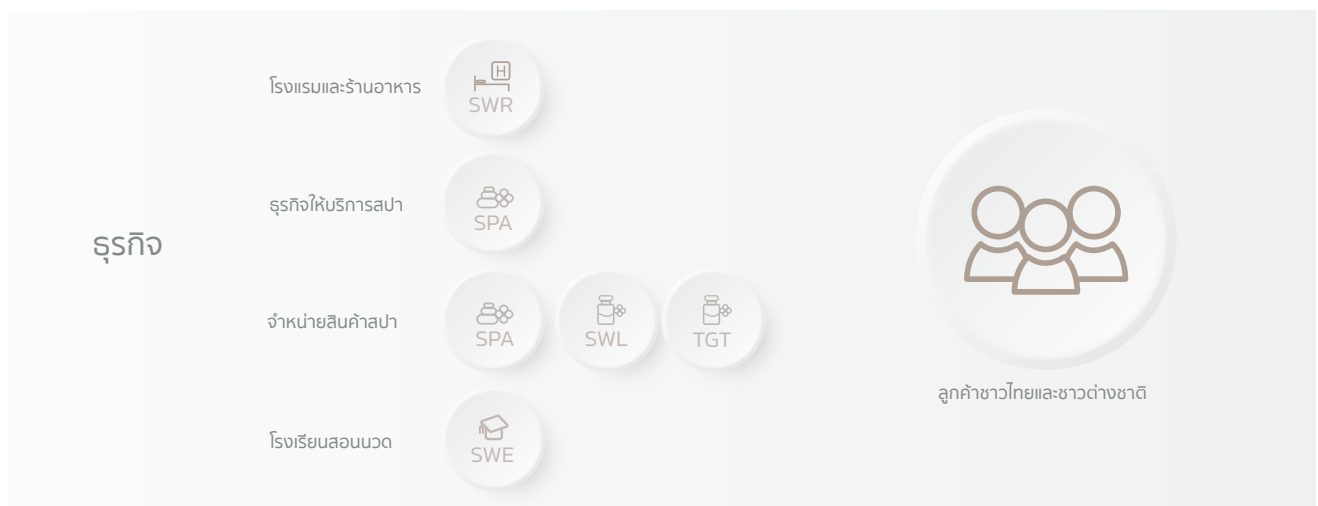 โรงแรมและร้านอาหาร
H
SWR
ธุรกิจให้บริการสปา
SPA
ธุรกิจ
จำหน่ายสินค้าสปา
SPA SWL TGT
ลูกค้าชาวไทยและชาวต่างชาติ
โรงเรียนสอนนวด
SWE